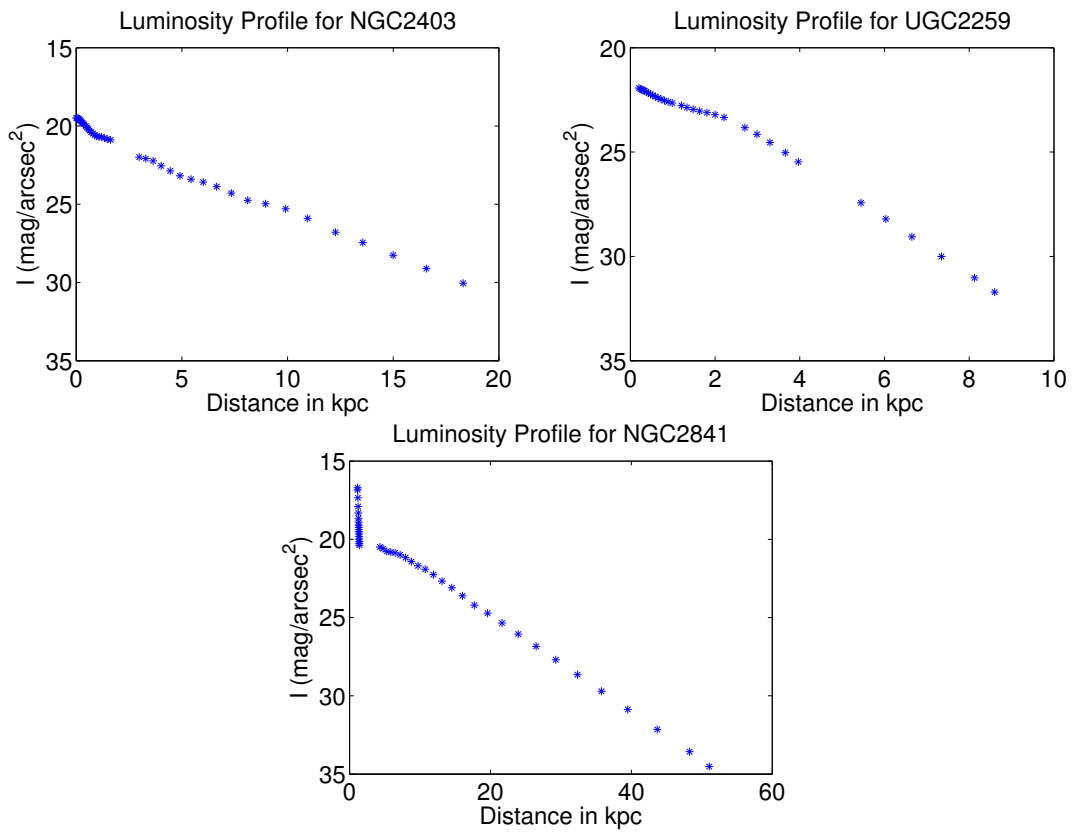 Luminosity Profile for NGC2403
15
20
25
30
35
I (mag/arcsec²)
0 5 10 15 20
Distance in kpc
Luminosity Profile for UGC2259
20
25
30
35
I (mag/arcsec²)
0 2 4 6 8 10
Distance in kpc
Luminosity Profile for NGC2841
15
20
25
30
35
I (mag/arcsec²)
0 20 40 60
Distance in kpc